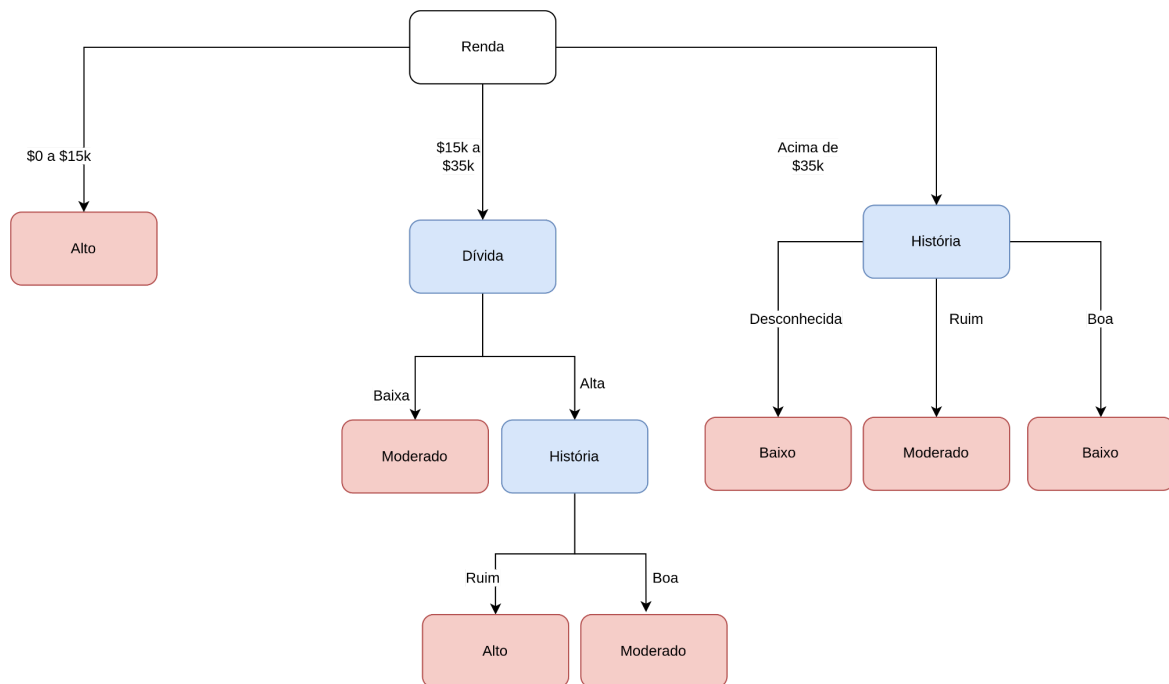 Renda
$0 a $15k
$15k a
$35k
Acima de
$35k
Alto
Dívida
História
Desconhecida
Ruim
Boa
Baixa
Alta
Moderado
História
Baixo
Moderado
Baixo
Ruim
Boa
Alto
Moderado